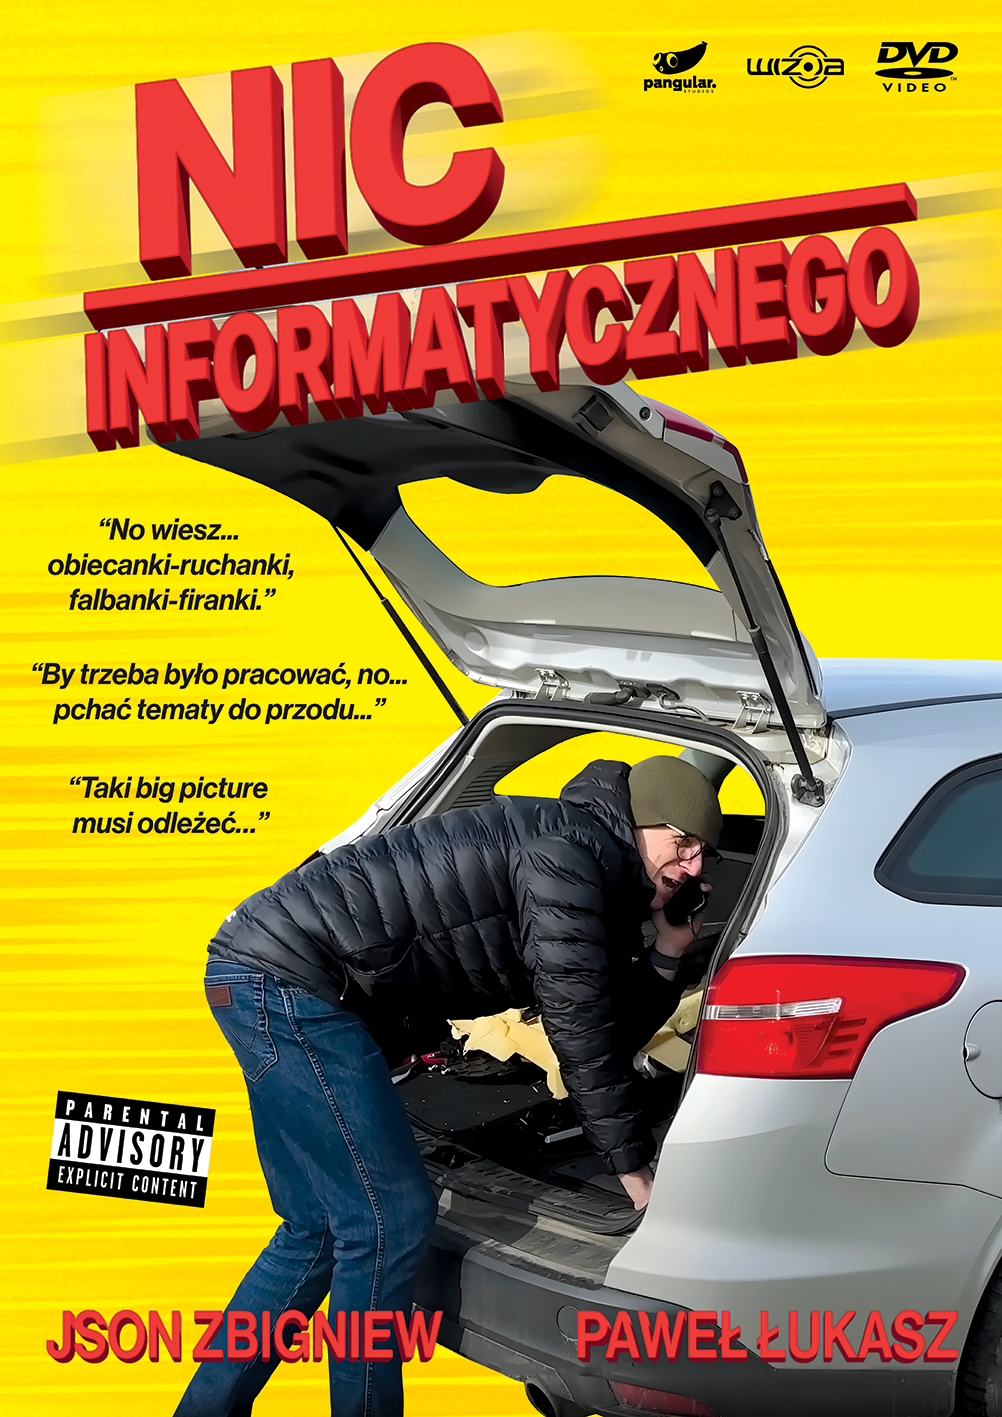 NIC
INFORMATYCZNEGO
pangular.
STUDIOS
WIZJA
DVD
VIDEO
TM
“No wiesz...
obiecanki-ruchanki,
falbanki-firanki.”
“By trzeba było pracować, no...
pchać tematy do przodu...”
“Taki big picture
musi odleżeć...”
PARENTAL
ADVISORY
EXPLICIT CONTENT
JSON ZBIGNIEW
PAWEŁ ŁUKASZ